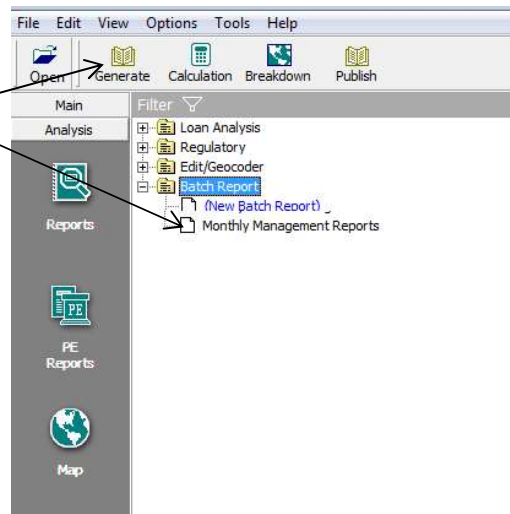 File Edit View Options Tools Help
Open Generate Calculation Breakdown Publish
Main
Filter
Analysis
Loan Analysis
Regulatory
Edit/Geocoder
Batch Report
(New Batch Report)
Monthly Management Reports
Reports
PE
PE
Reports
Map